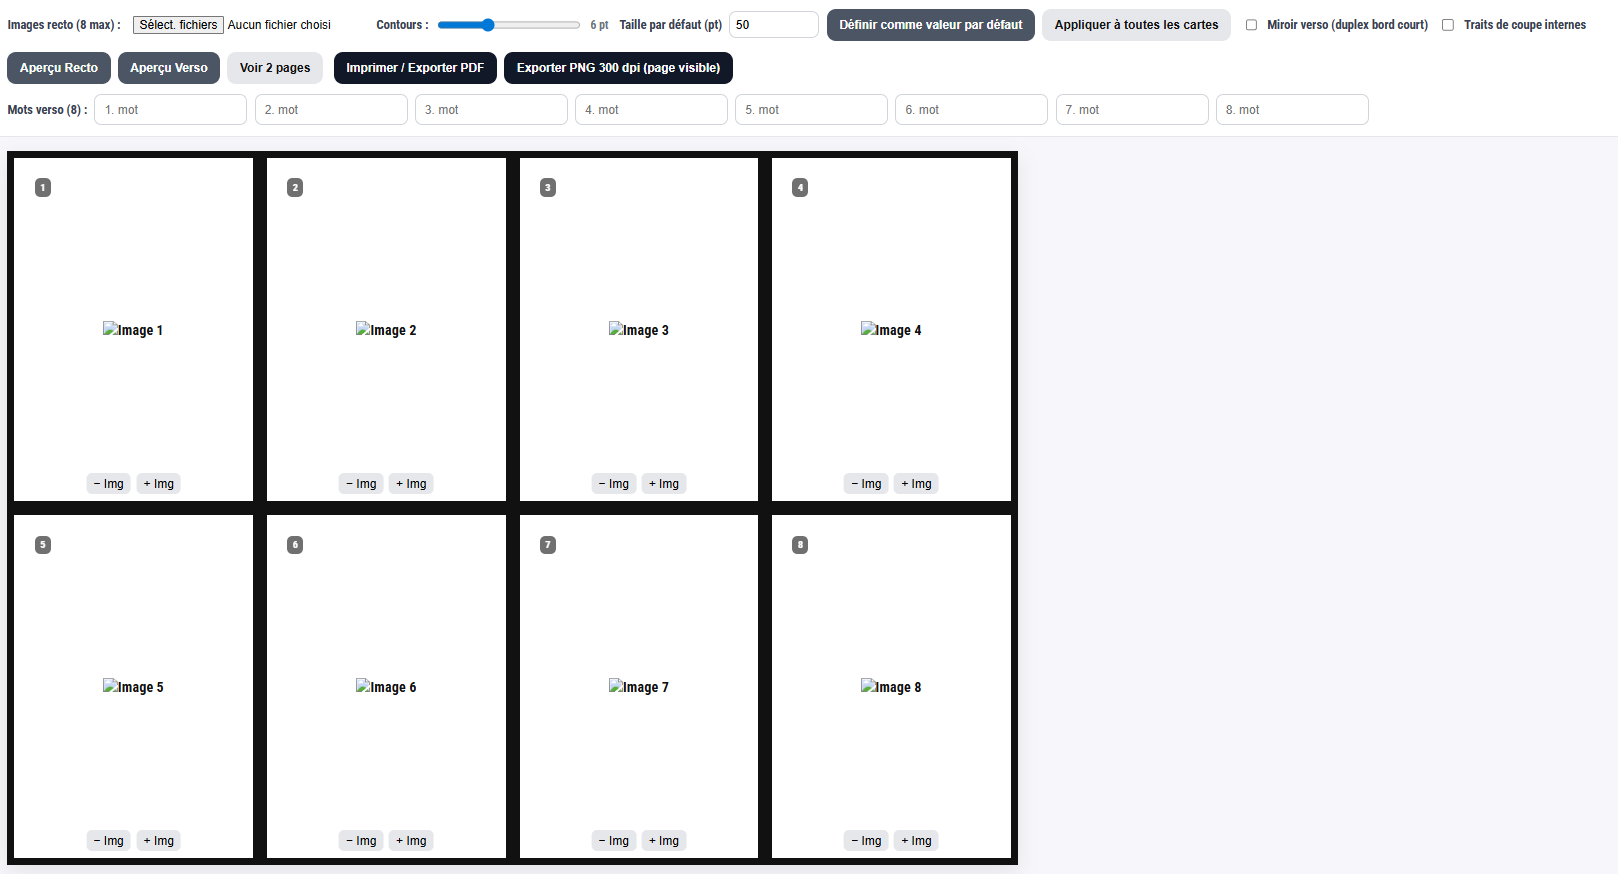 Images recto (8 max) : Sélect. fichiers Aucun fichier choisi Contours : 6 pt Taille par défaut (pt) 50 Définir comme valeur par défaut Appliquer à toutes les cartes Miroir verso (duplex bord court) Traits de coupe internes
Aperçu Recto Aperçu Verso Voir 2 pages Imprimer / Exporter PDF Exporter PNG 300 dpi (page visible)
Mots verso (8) : 1. mot 2. mot 3. mot 4. mot 5. mot 6. mot 7. mot 8. mot
1 2 3 4
Image 1 Image 2 Image 3 Image 4
− Img + Img − Img + Img − Img + Img − Img + Img
5 6 7 8
Image 5 Image 6 Image 7 Image 8
− Img + Img − Img + Img − Img + Img − Img + Img